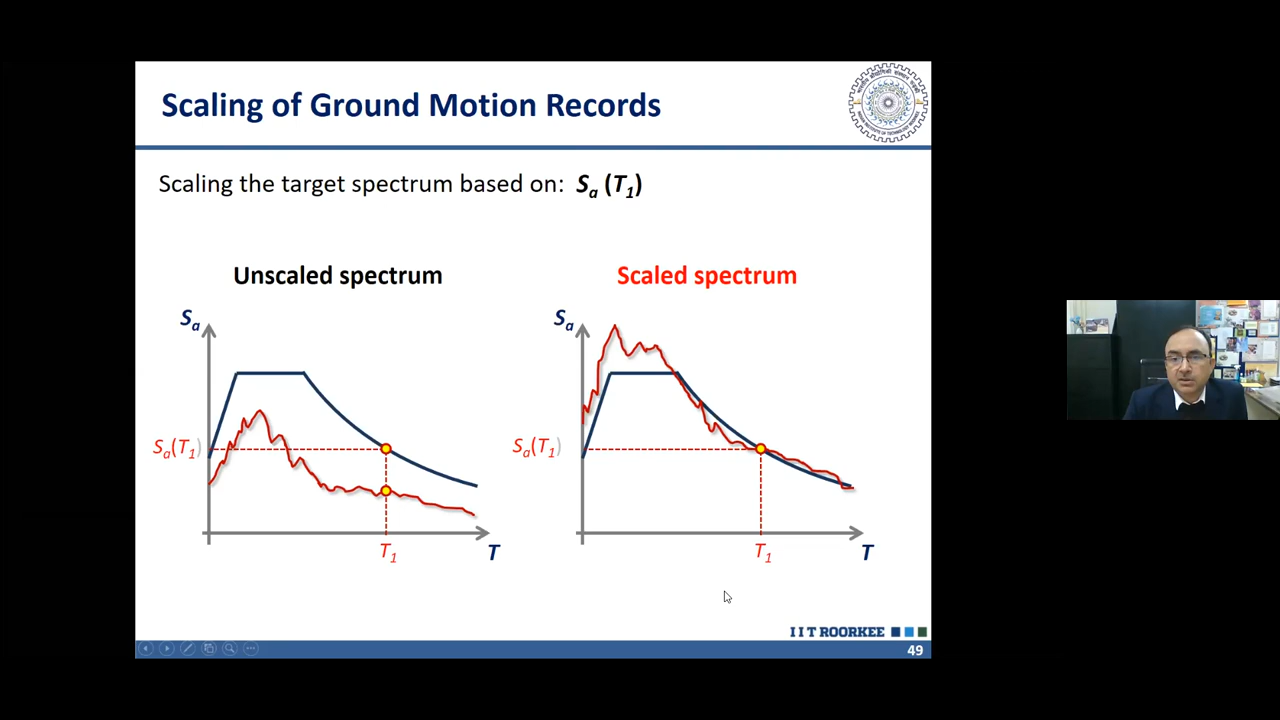 Scaling of Ground Motion Records
Scaling the target spectrum based on: Sa (T1)
Unscaled spectrum
Scaled spectrum
Sa
Sa
Sa(T1)
Sa(T1)
T1
T
T1
T
IIT ROORKEE
49